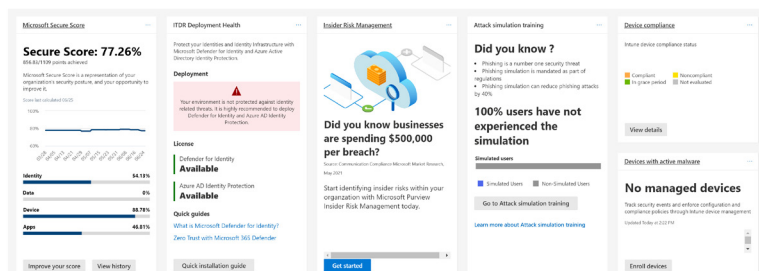 Microsoft Secure Score
Secure Score: 77.26%
856.03/1109 points achieved
Microsoft Secure Score is a representation of your
organization's security posture, and your opportunity to
improve it.
Score last calculated 06/25
100%
80%
60%
Identity 54.18%
Data 0%
Device 88.78%
Apps 46.81%
Improve your score
View history
ITDR Deployment Health
Protect your identities and Identity Infrastructure with
Microsoft Defender for Identity and Azure Active
Directory Identity Protection.
Deployment
Your environment is not protected against identity
related threats. It is highly recommended to deploy
Defender for Identity and Azure AD Identity
Protection.
License
Defender for Identity
Available
Azure AD Identity Protection
Available
Quick guides
What is Microsoft Defender for Identity?
Zero Trust with Microsoft 365 Defender
Quick installation guide
Insider Risk Management
Did you know businesses
are spending $500,000
per breach?
Source: Communication Compliance Microsoft Market Research,
May 2021
Start identifying insider risks within your
organization with Microsoft Purview
Insider Risk Management today.
Get started
Attack simulation training
Did you know ?
• Phishing is a number one security threat
• Phishing simulation is mandated as part of
regulations
• Phishing simulation can reduce phishing attacks
by 40%
100% users have not
experienced the
simulation
Simulated users
Simulated Users
Non-Simulated Users
Go to Attack simulation training
Learn more about Attack simulation training
Device compliance
Intune device compliance status
Compliant
Noncompliant
In grace period
Not evaluated
View details
Devices with active malware
No managed devices
Track security events and enforce configuration and
compliance policies through Intune device management
Updated Today at 2:22 PM
Enroll devices